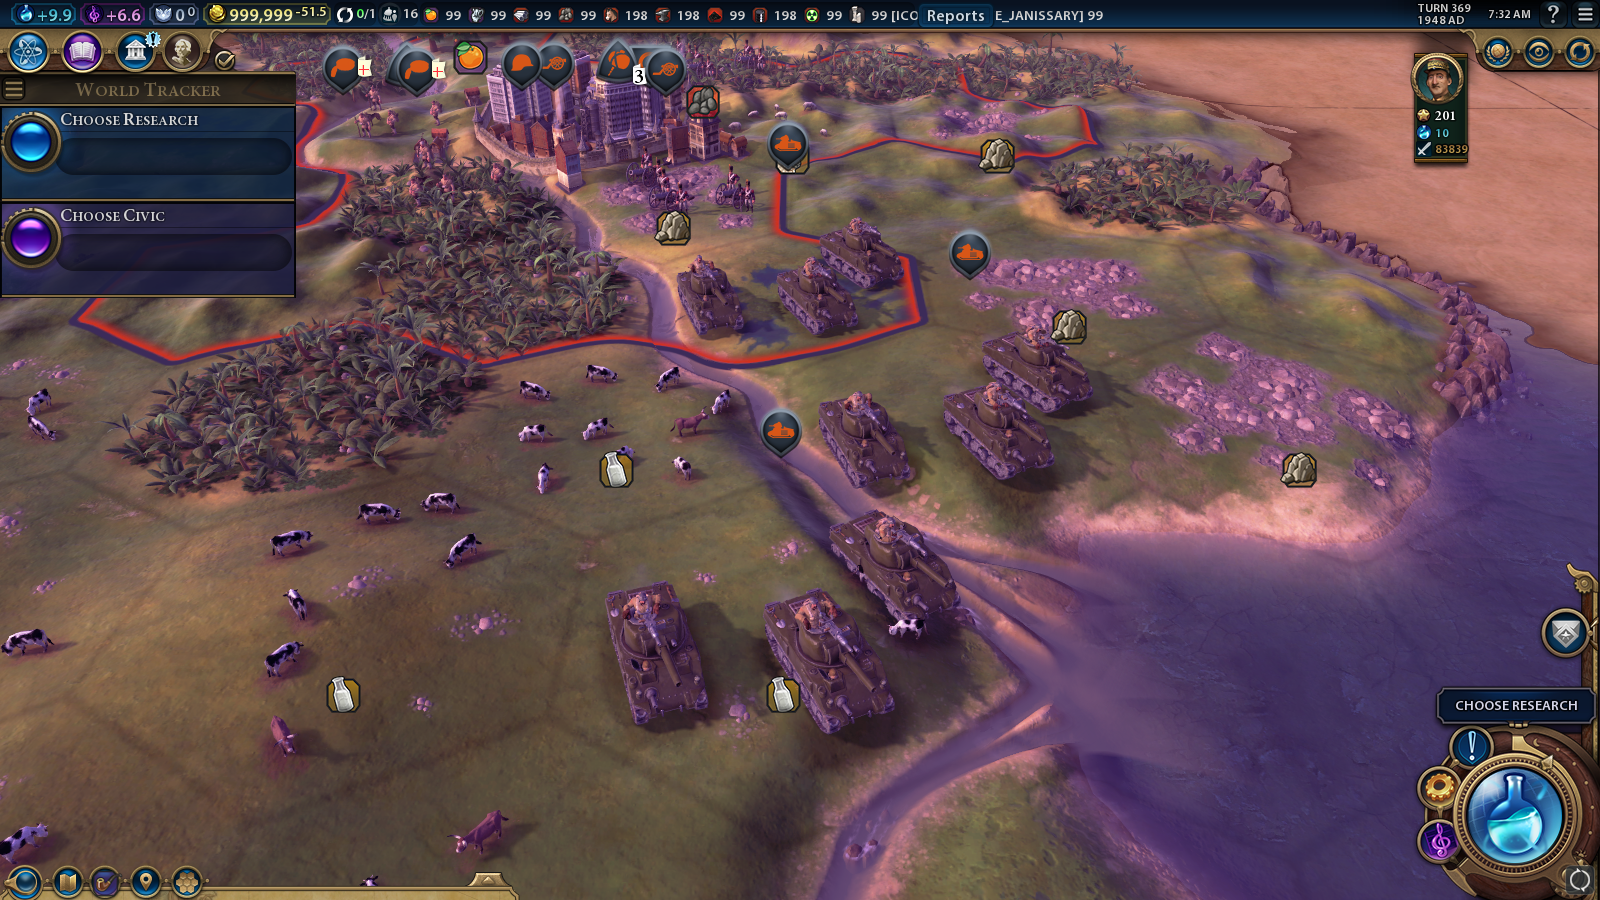 +9.9 +6.6 0 0 999,999 -51.5 0/1 16 99 99 99 99 198 198 99 198 99 99 [ICO Reports E_JANISSARY] 99 TURN 369 7:32 AM ?
1948 AD
WORLD TRACKER
CHOOSE RESEARCH
CHOOSE CIVIC
3
201
10
83839
CHOOSE RESEARCH